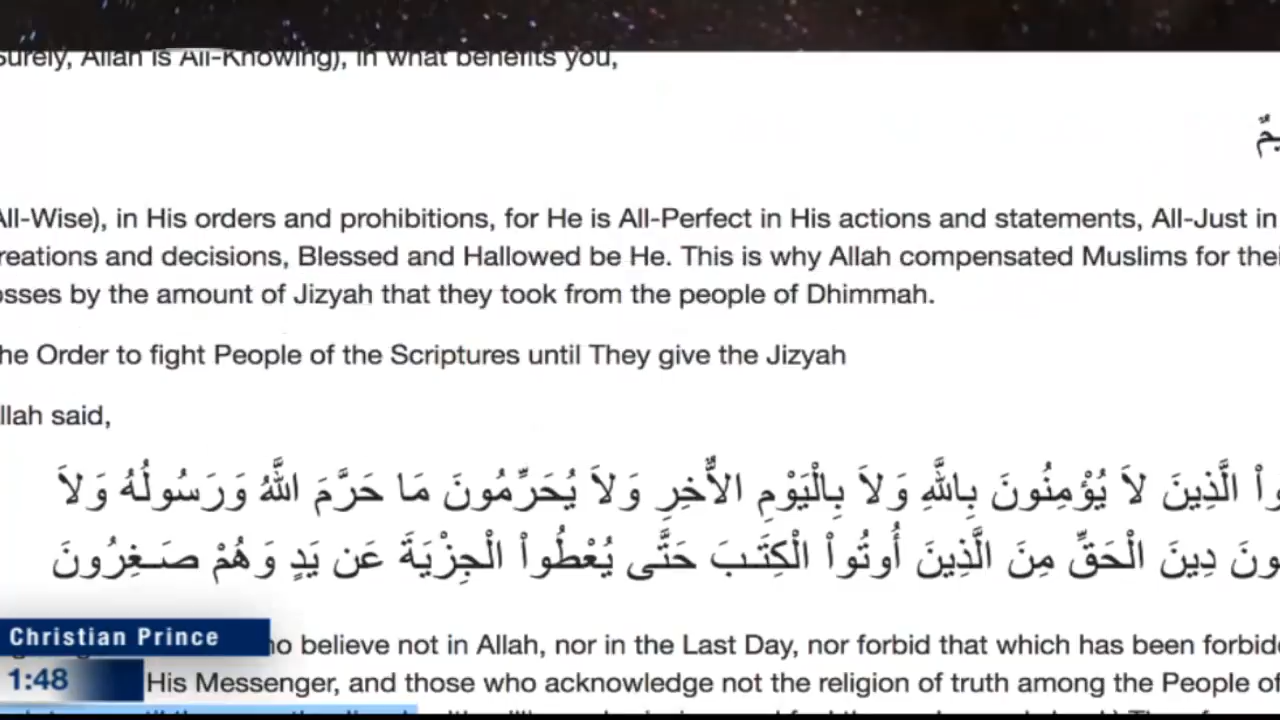 Surely, Allah is All-Knowing), in what benefits you,
All-Wise), in His orders and prohibitions, for He is All-Perfect in His actions and statements, All-Just in
reations and decisions, Blessed and Hallowed be He. This is why Allah compensated Muslims for thei
osses by the amount of Jizyah that they took from the people of Dhimmah.
he Order to fight People of the Scriptures until They give the Jizyah
llah said,
الَّذِينَ لاَ يُؤْمِنُونَ بِاللَّهِ وَلاَ بِالْيَوْمِ الاٌّخِرِ وَلاَ يُحَرِّمُونَ مَا حَرَّمَ اللَّهُ وَرَسُولُهُ وَلاَ
ونَ دِينَ الْحَقِّ مِنَ الَّذِينَ أُوتُواْ الْكِتَـبَ حَتَّى يُعْطُواْ الْجِزْيَةَ عَن يَدٍ وَهُمْ صَـغِرُونَ
Christian Prince
ho believe not in Allah, nor in the Last Day, nor forbid that which has been forbid
1:48
His Messenger, and those who acknowledge not the religion of truth among the People of